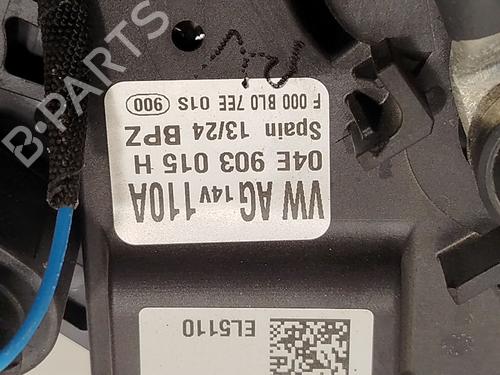 VW AG 14V 110A
04E 903 015 H
Spain 13/24 BPZ
F 000 BL0 7EE 01S 900
EL5110
B-PARTS